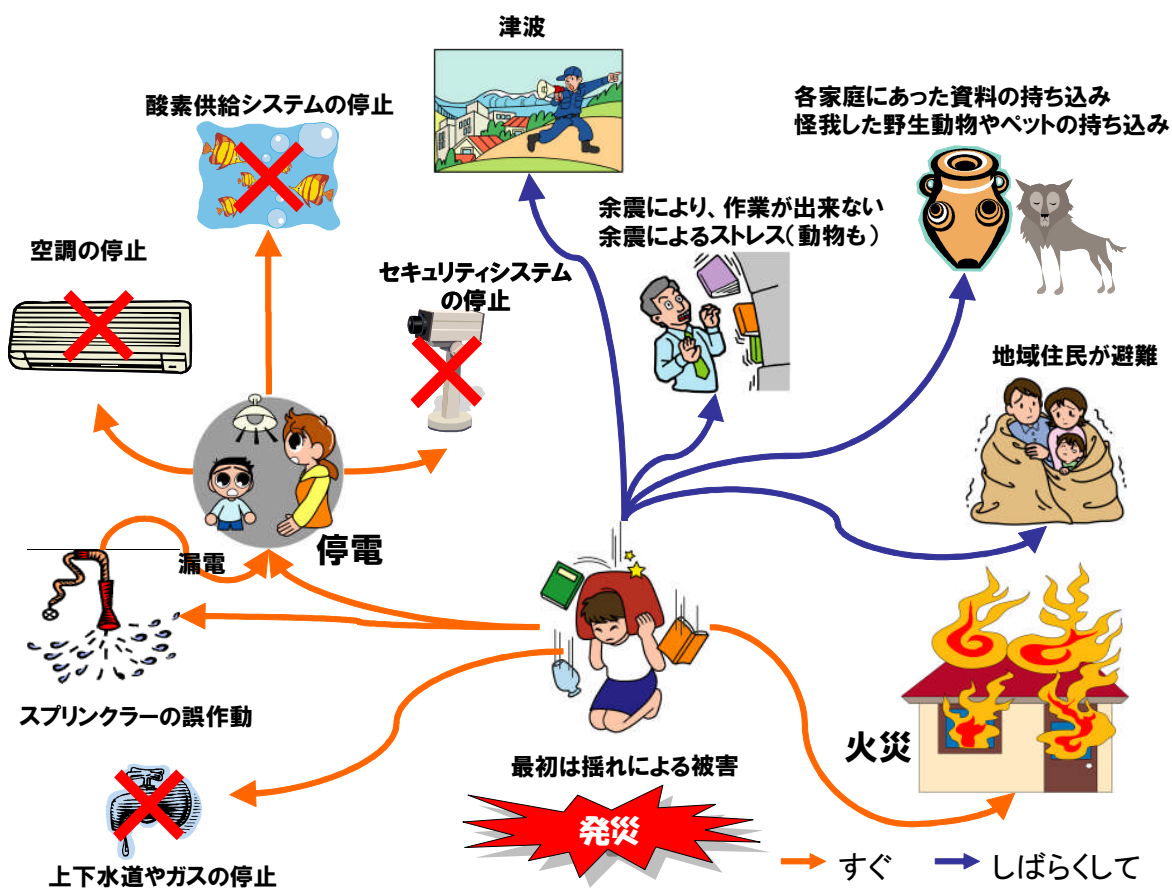 津波
酸素供給システムの停止
各家庭にあった資料の持ち込み
怪我した野生動物やペットの持ち込み
余震により、作業が出来ない
余震によるストレス(動物も)
空調の停止
セキュリティシステム
の停止
地域住民が避難
停電
漏電
スプリンクラーの誤作動
火災
最初は揺れによる被害
発災
上下水道やガスの停止
すぐ
しばらくして